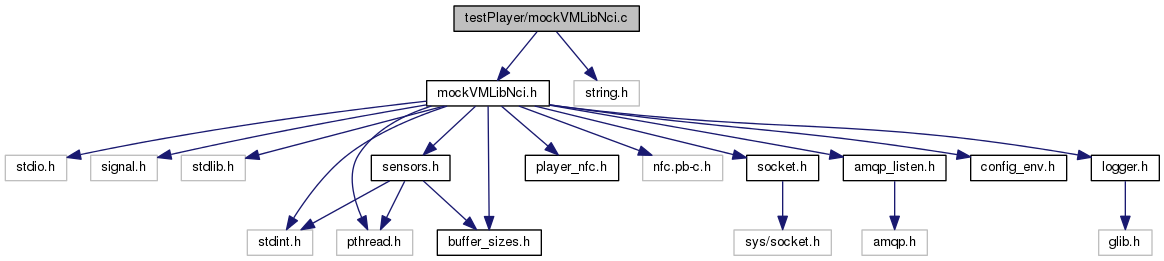 testPlayer/mockVMLibNci.c
mockVMLibNci.h
string.h
stdio.h
signal.h
stdlib.h
sensors.h
player_nfc.h
nfc.pb-c.h
socket.h
amqp_listen.h
config_env.h
logger.h
stdint.h
pthread.h
buffer_sizes.h
sys/socket.h
amqp.h
glib.h